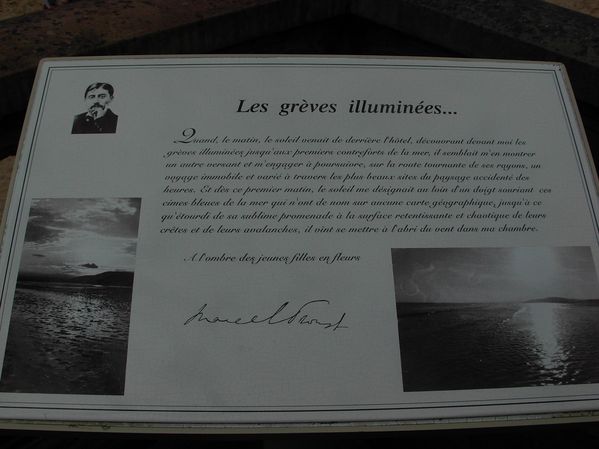 Les grèves illuminées...
Quand, le matin, le soleil venait de derrière l'hôtel, découvrant devant moi les
grèves illuminées jusqu'aux premiers contreforts de la mer, il semblait m'en montrer
un autre versant et m'engager à poursuivre, sur la route tournante de ses rayons, un
voyage immobile et varié à travers les plus beaux sites du paysage accidenté des
heures. Et dès ce premier matin, le soleil me désignait au loin d'un doigt souriant ces
cimes bleues de la mer qui n'ont de nom sur aucune carte géographique, jusqu'à ce
qu'étourdi de sa sublime promenade à la surface retentissante et chaotique de leurs
crêtes et de leurs avalanches, il vint se mettre à l'abri du vent dans ma chambre.
A l'ombre des jeunes filles en fleurs
Marcel Proust